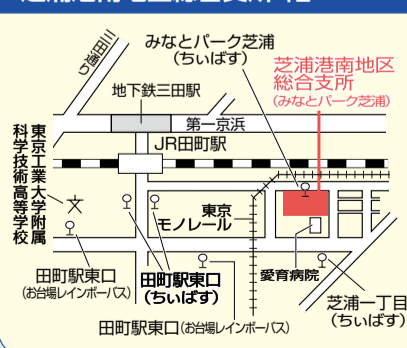 三田通り
みなとパーク芝浦
(ちぃばす)
芝浦港南地区
総合支所
(みなとパーク芝浦)
地下鉄三田駅
第一京浜
JR田町駅
東京工業大学附属
科学技術高等学校
文
東京
モノレール
愛育病院
田町駅東口
(お台場レインボーバス)
田町駅東口
(ちぃばす)
田町駅東口(お台場レインボーバス)
芝浦一丁目
(ちぃばす)